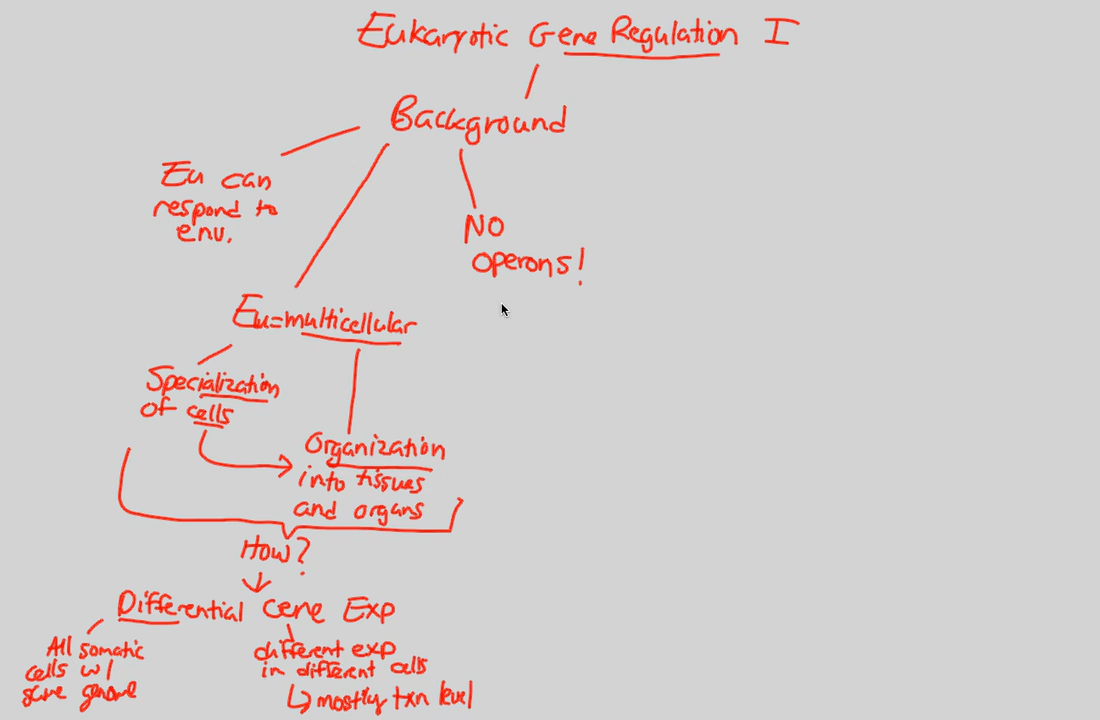 Eukaryotic Gene Regulation I
Background
Eu can
respond to
env.
No
operons!
Eu=multicellular
Specialization
of cells
Organization
into tissues
and organs
How?
Differential Gene Exp
All somatic
cells w/
same genome
different exp
in different cells
mostly txn level